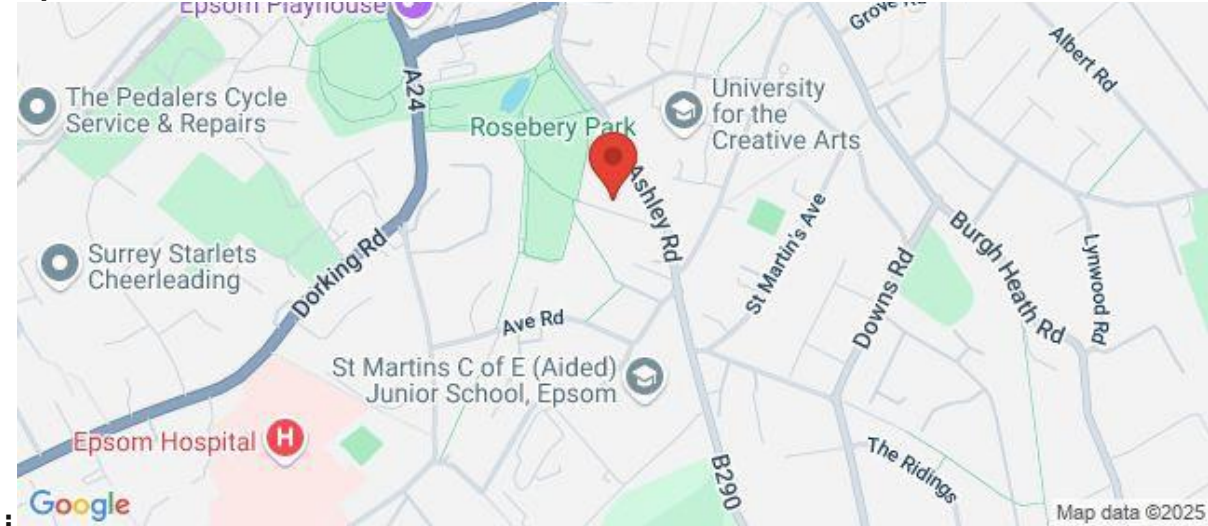 Epsom Playhouse
Grove Rd
Albert Rd
The Pedalers Cycle
Service & Repairs
A24
University
for the
Creative Arts
Rosebery Park
Ashley Rd
St Martin's Ave
Burgh Heath Rd
Lynwood Rd
Surrey Starlets
Cheerleading
Dorking Rd
Downs Rd
Ave Rd
St Martins C of E (Aided)
Junior School, Epsom
Epsom Hospital
H
The Ridings
B290
Google
Map data ©2025